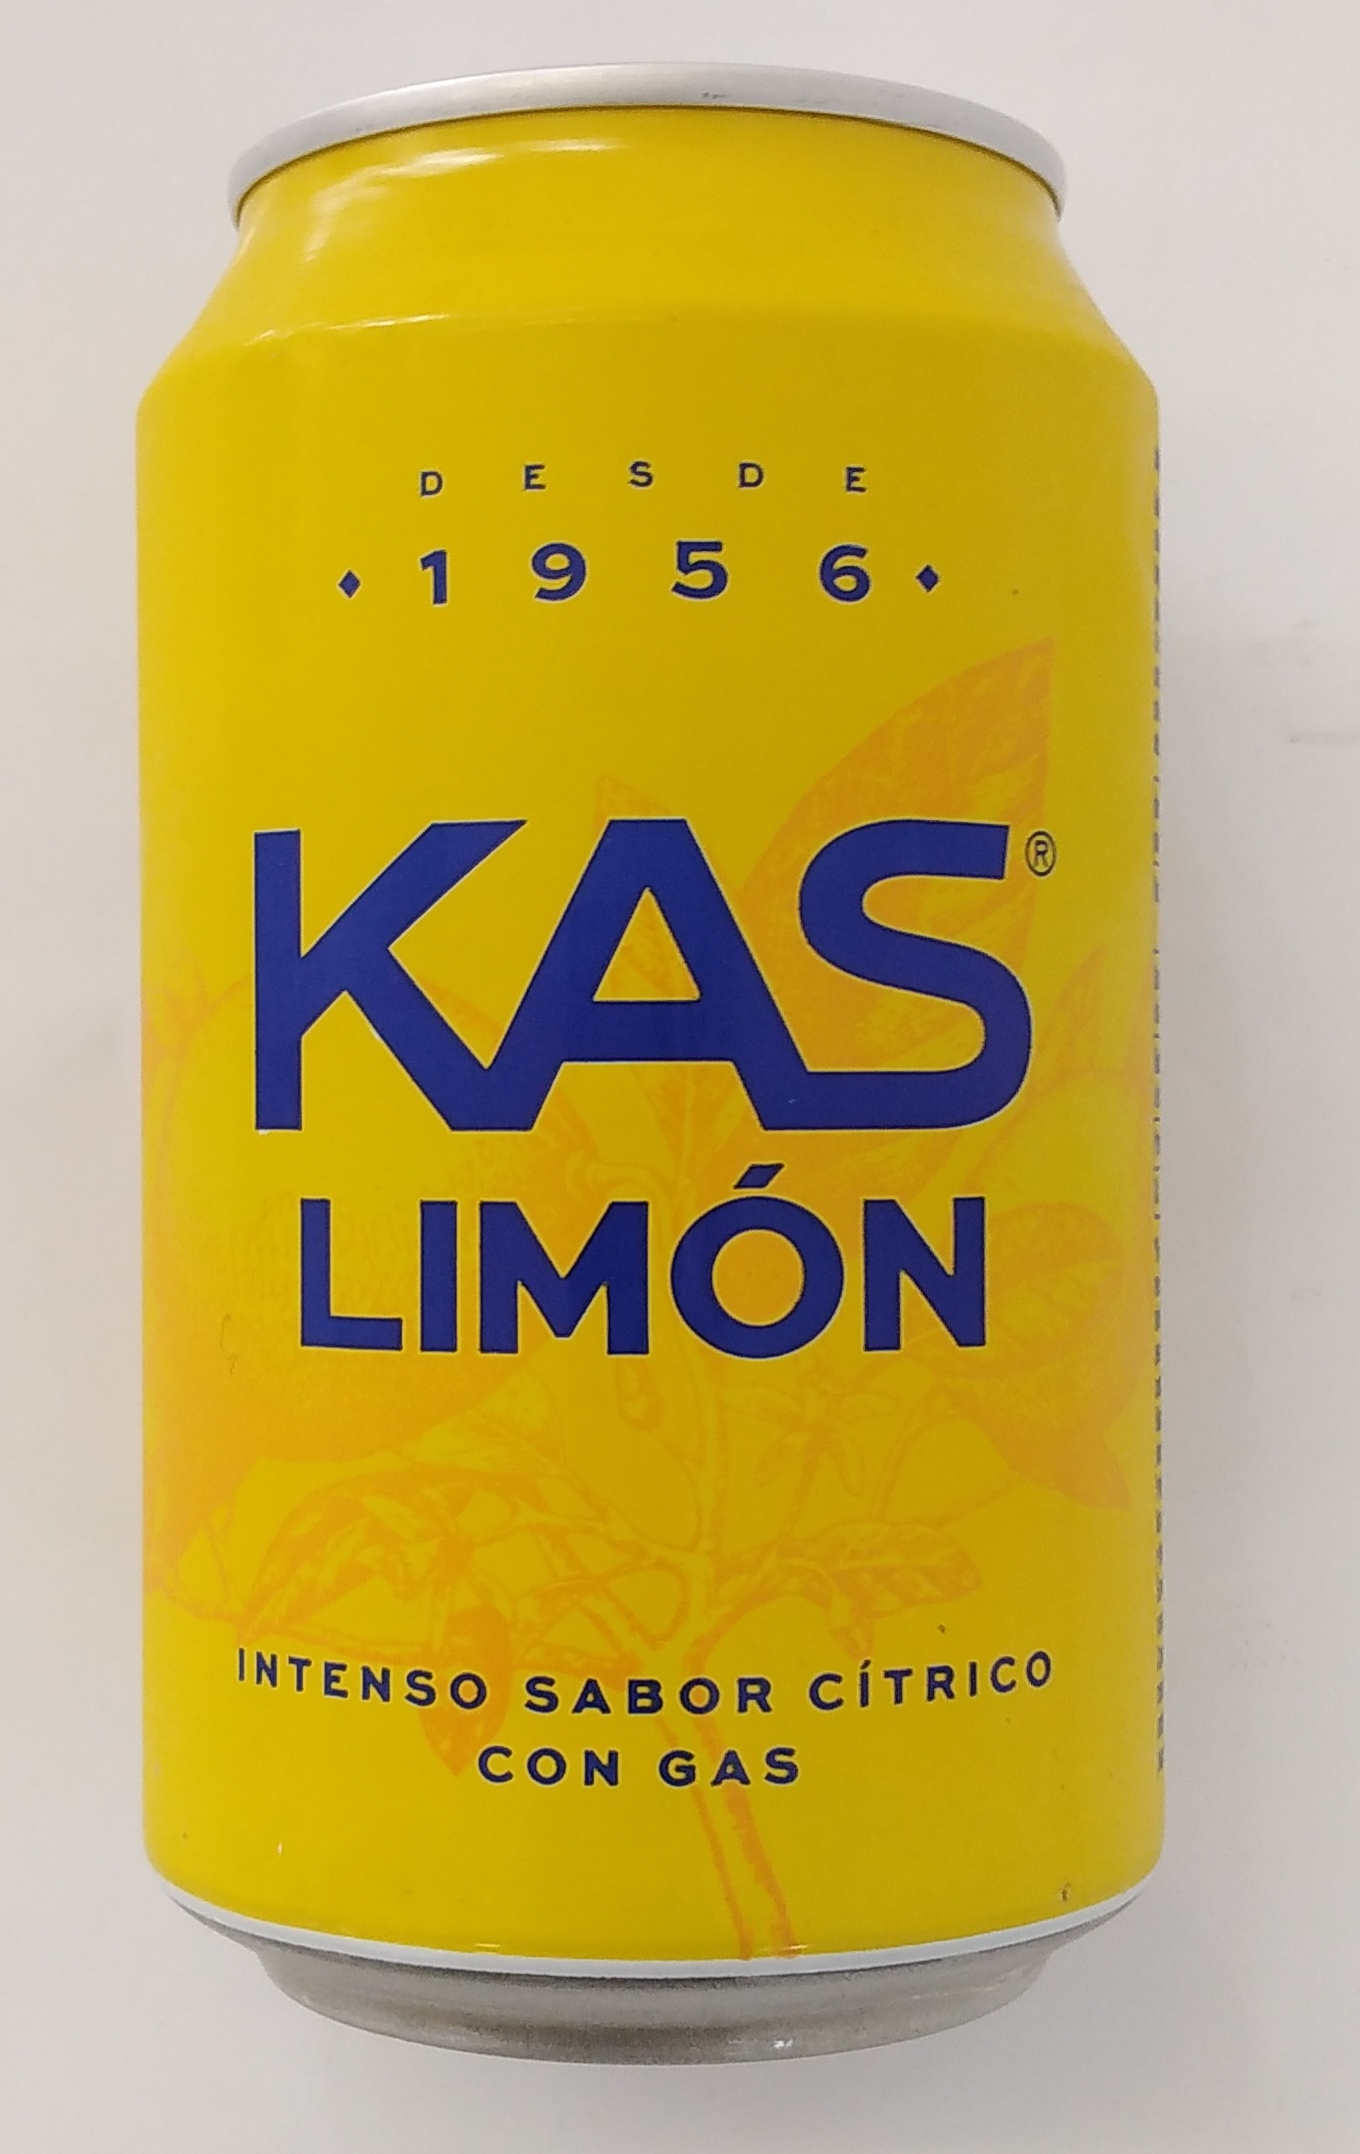 DESDE
1956
KAS®
LIMÓN
INTENSO SABOR CÍTRICO
CON GAS